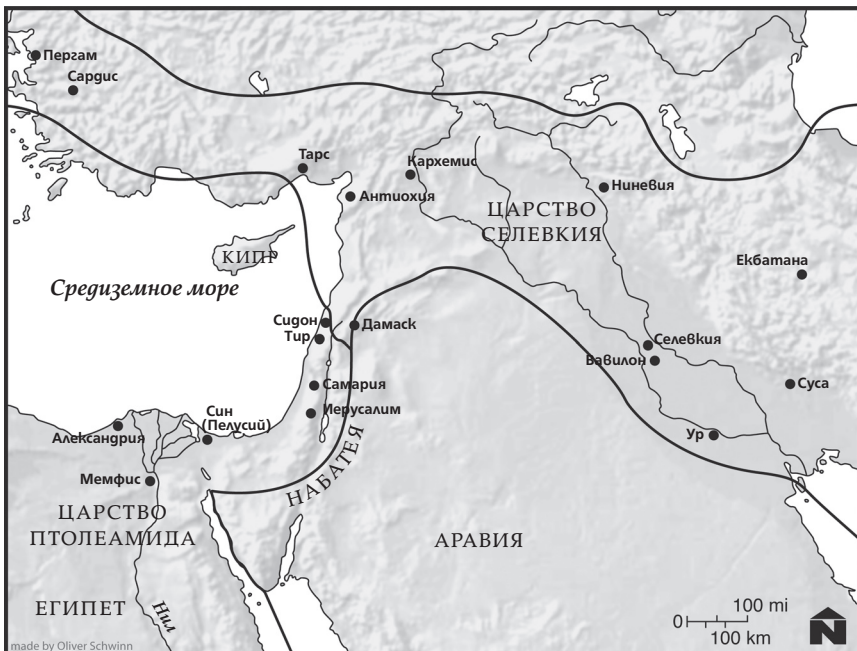 Пергам
Сардис
Тарс
Кархемис
Ниневия
Антиохия
ЦАРСТВО
СЕЛЕВКИЯ
КИПР
Екбатана
Средиземное море
Сидон
Дамаск
Тир
Селевкия
Вавилон
Суса
Самария
Син
(Пелусий)
Иерусалим
Александрия
Ур
Мемфис
НАБАТЕЯ
ЦАРСТВО
ПТОЛЕАМИДА
АРАВИЯ
ЕГИПЕТ
Нил
0 100 mi
100 km
N
made by Oliver Schwinn